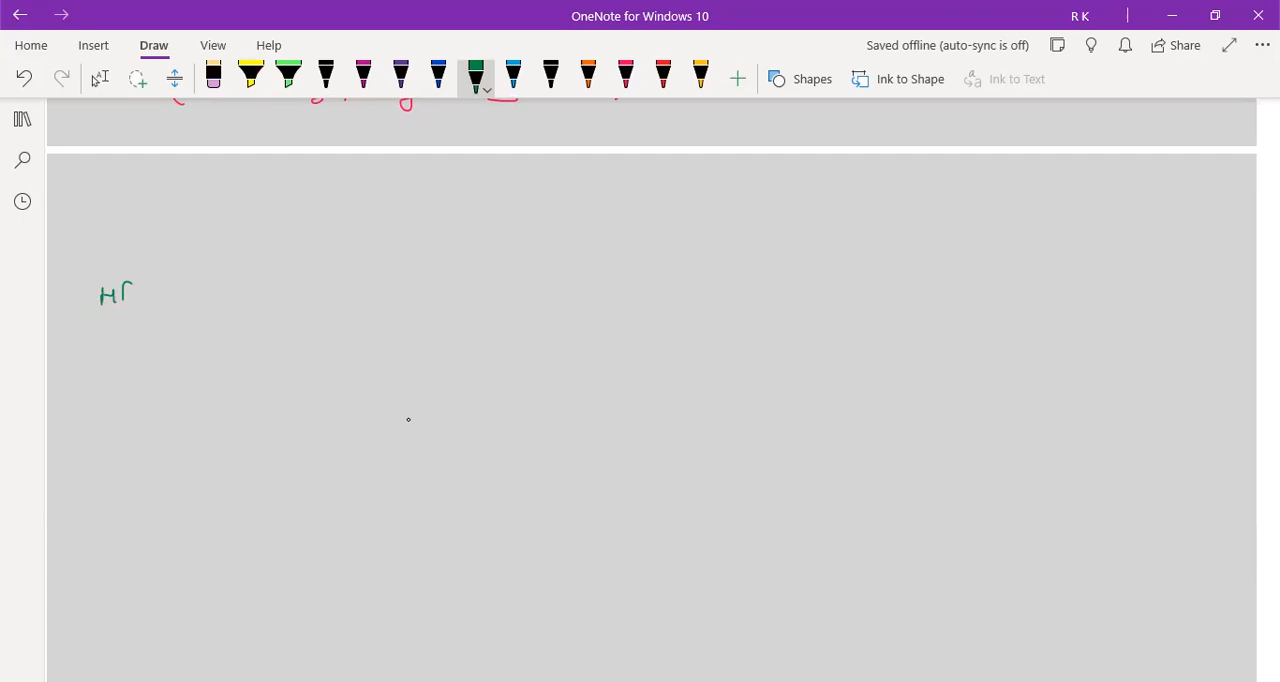 OneNote for Windows 10
R K
Home Insert Draw View Help
Saved offline (auto-sync is off)
Share
Shapes
Ink to Shape
Ink to Text